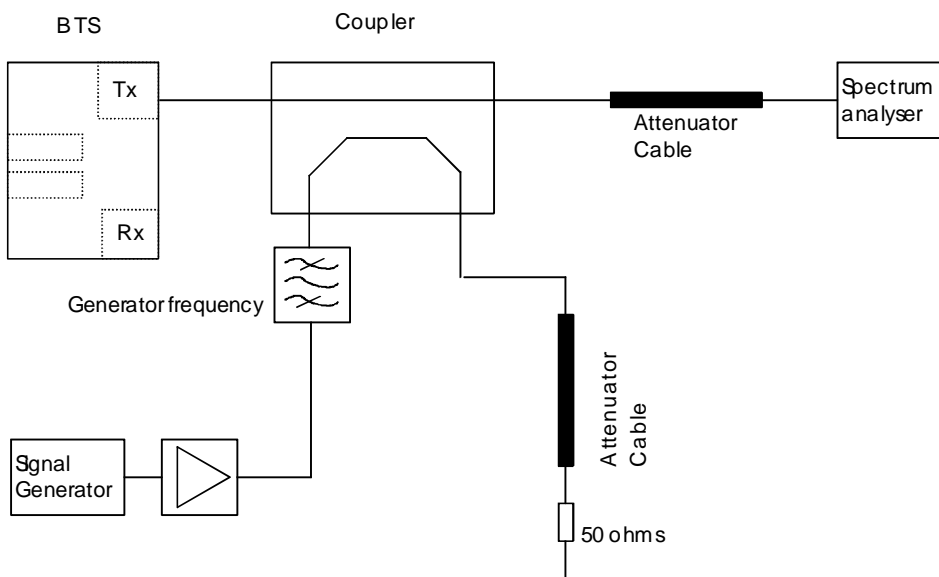 BTS
Coupler
Tx
Spectrum
analyser
Attenuator
Cable
Rx
Generator frequency
Attenuator
Cable
Signal
Generator
50 ohms